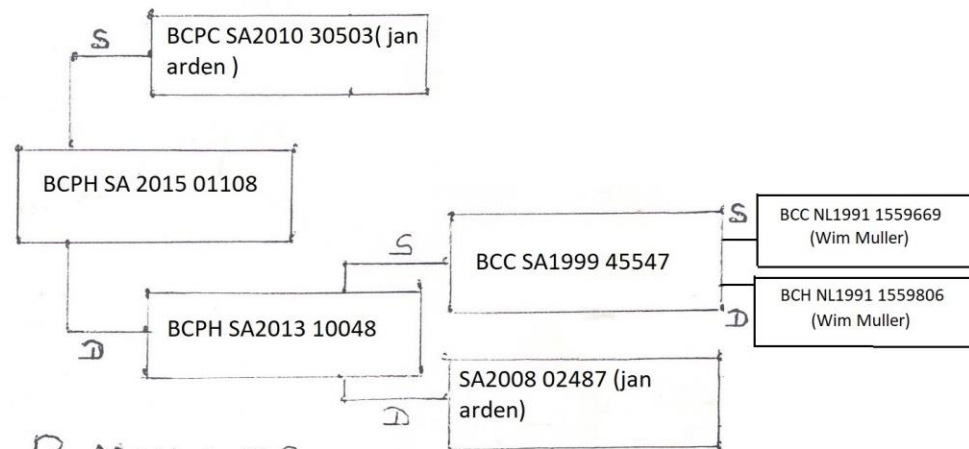 S
BCPC SA2010 30503( jan
arden )
BCPH SA 2015 01108
D
BCPH SA2013 10048
S
BCC SA1999 45547
S
BCC NL1991 1559669
(Wim Muller)
D
BCH NL1991 1559806
(Wim Muller)
D
SA2008 02487 (jan
arden)